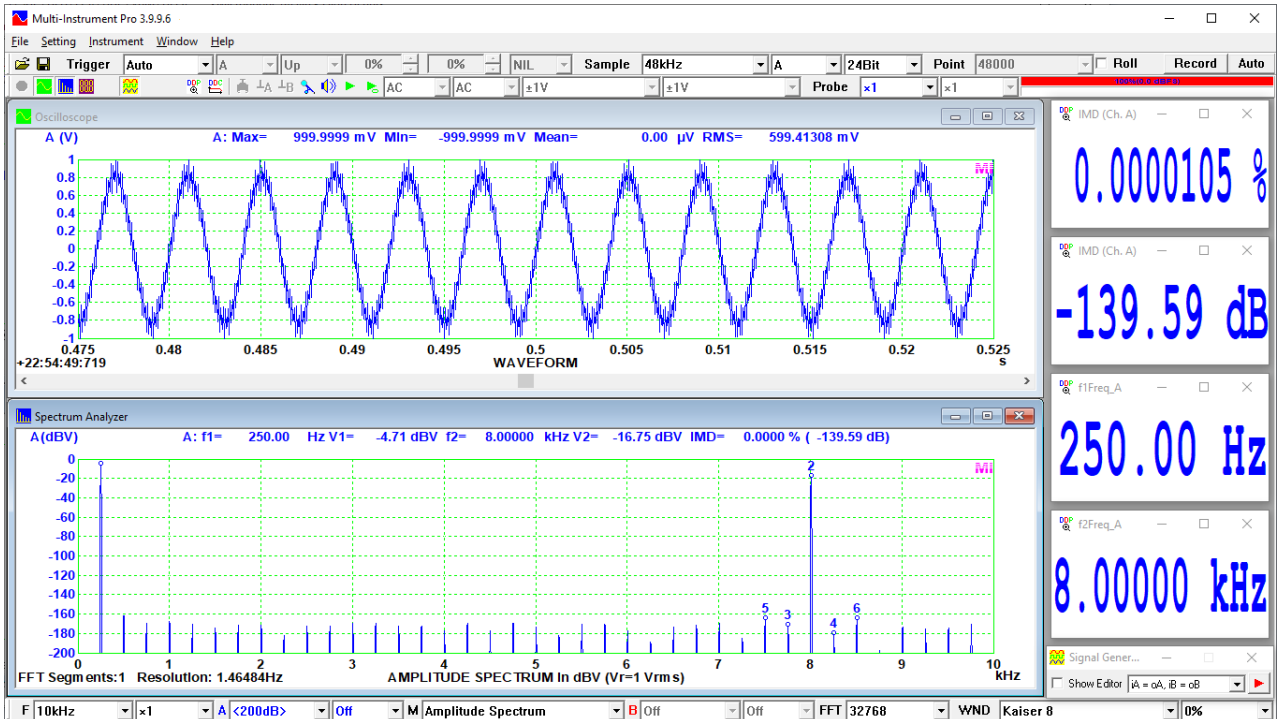 Multi-Instrument Pro 3.9.9.6
File Setting Instrument Window Help
Trigger Auto A Up 0% 0% NIL Sample 48kHz A 24Bit Point 48000 Roll Record Auto
AC AC ±1V ±1V Probe ×1 ×1
Oscilloscope
A (V) A: Max= 999.9999 mV MIn= -999.9999 mV Mean= 0.00 µV RMS= 599.41308 mV
MI
1
0.8
0.6
0.4
0.2
0
-0.2
-0.4
-0.6
-0.8
-1
0.475 0.48 0.485 0.49 0.495 0.5 0.505 0.51 0.515 0.52 0.525
+22:54:49:719 WAVEFORM s
Spectrum Analyzer
A(dBV) A: f1= 250.00 Hz V1= -4.71 dBV f2= 8.00000 kHz V2= -16.75 dBV IMD= 0.0000 % ( -139.59 dB)
MI
0
-20
-40
-60
-80
-100
-120
-140
-160
-180
-200
2
5 3 4 6
0 1 2 3 4 5 6 7 8 9 10
FFT Segments:1 Resolution: 1.46484Hz AMPLITUDE SPECTRUM In dBV (Vr=1 Vrms) kHz
DDP IMD (Ch. A)
0.0000105 %
DDP IMD (Ch. A)
-139.59 dB
DDP f1Freq_A
250.00 Hz
DDP f2Freq_A
8.00000 kHz
Signal Gener...
Show Editor iA = oA, iB = oB
F 10kHz ×1 A <200dB> Off M Amplitude Spectrum B Off Off FFT 32768 WND Kaiser 8 0%